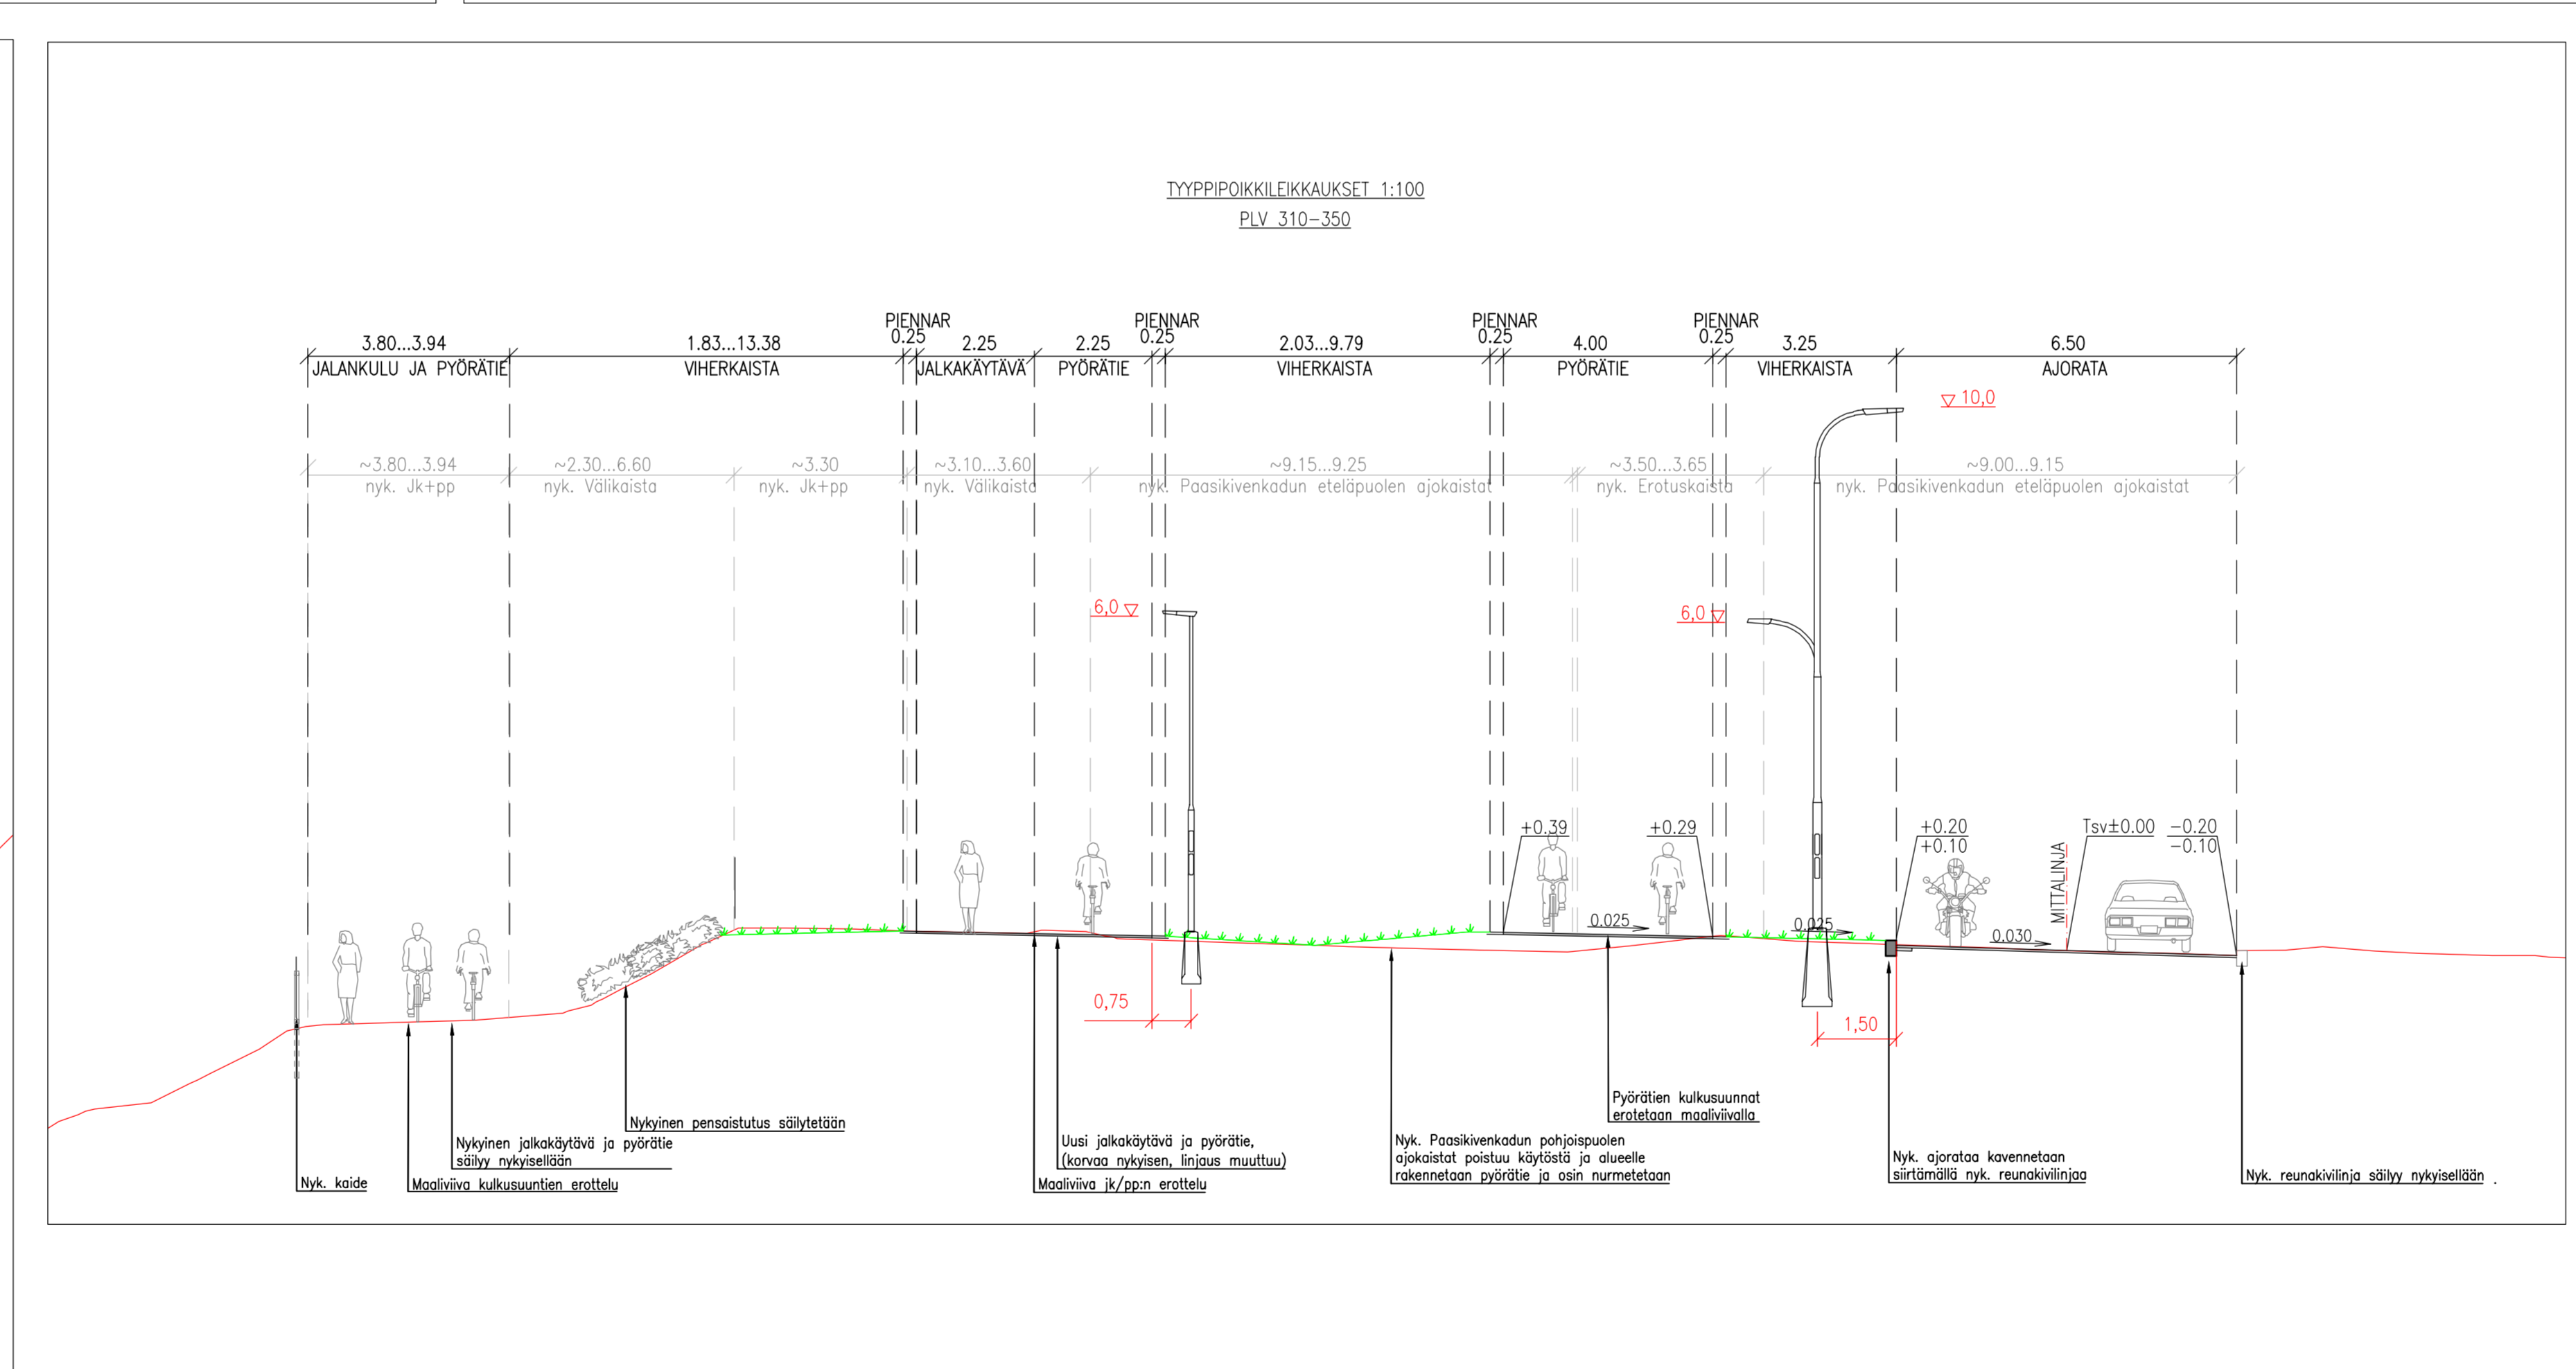 TYYPPIPOIKKILEIKKAUKSET 1:100
PLV 310-350
PIENNAR PIENNAR PIENNAR PIENNAR
3.80...3.94 1.83...13.38 0.25 2.25 2.25 0.25 2.03...9.79 0.25 4.00 0.25 3.25 6.50
JALANKULU JA PYÖRÄTIE VIHERKAISTA JALKAKÄYTÄVÄ PYÖRÄTIE VIHERKAISTA PYÖRÄTIE VIHERKAISTA AJORATA
10,0
~3.80...3.94 ~2.30...6.60 ~3.30 ~3.10...3.60 ~9.15...9.25 ~3.50...3.65 ~9.00...9.15
nyk. Jk+pp nyk. Välikaista nyk. Jk+pp nyk. Välikaista nyk. Paasikivenkadun eteläpuolen ajokaistat nyk. Erotuskaista nyk. Paasikivenkadun eteläpuolen ajokaistat
6,0 6,0
+0.39 +0.29 +0.20 Tsv±0.00 -0.20
+0.10 -0.10
MITTALINJA
0.025 0.025 0.030
0,75
1,50
Nyk. kaide
Maaliviiva kulkusuuntien erottelu
Nykyinen jalkakäytävä ja pyörätie
säilyy nykyisellään
Nykyinen pensaistutus säilytetään
Uusi jalkakäytävä ja pyörätie,
(korvaa nykyisen, linjaus muuttuu)
Maaliviiva jk/pp:n erottelu
Nyk. Paasikivenkadun pohjoispuolen
ajokaistat poistuu käytöstä ja alueelle
rakennetaan pyörätie ja osin nurmetetaan
Pyörätien kulkusuunnat
erotetaan maaliviivalla
Nyk. ajorataa kavennetaan
siirtämällä nyk. reunakivilinjaa
Nyk. reunakivilinja säilyy nykyisellään .